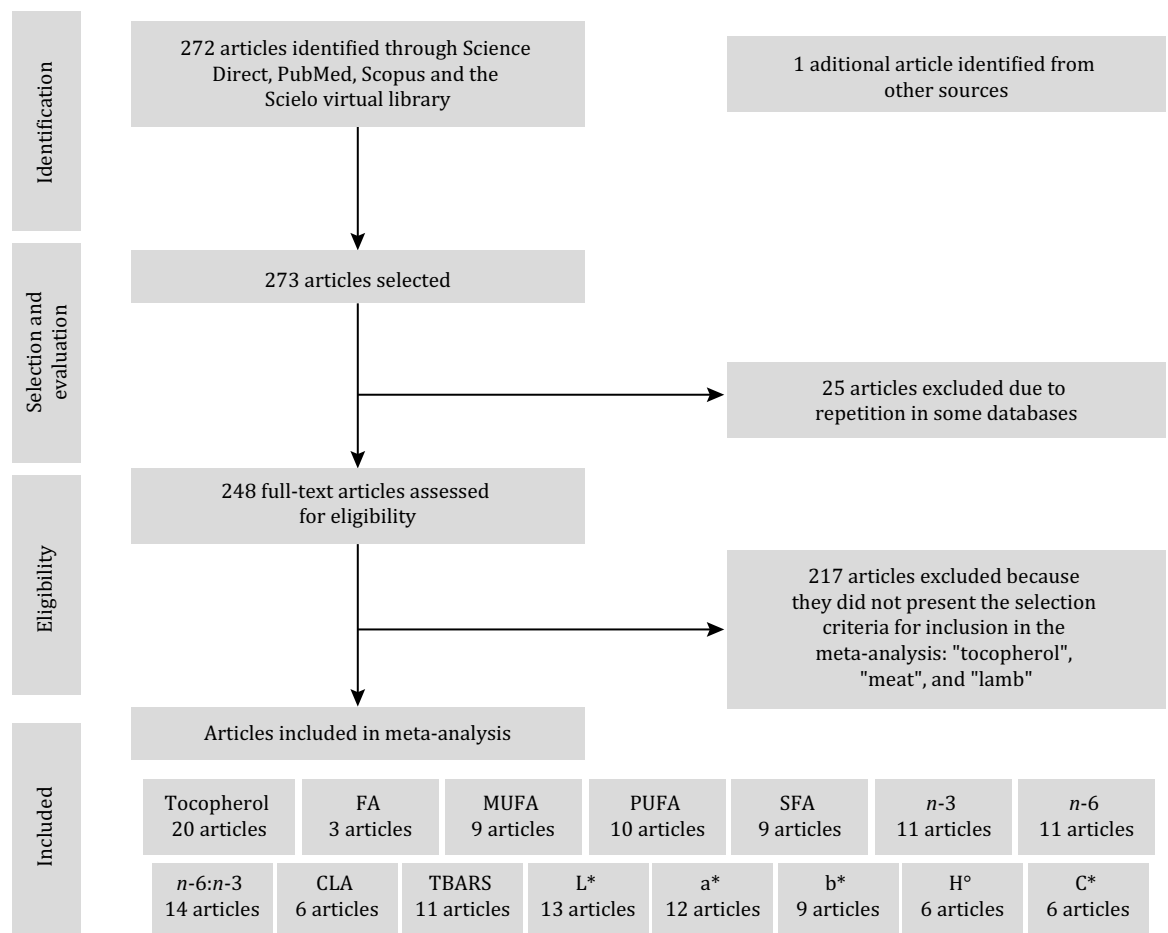 Identification
272 articles identified through Science
Direct, PubMed, Scopus and the
Scielo virtual library
1 aditional article identified from
other sources
Selection and
evaluation
273 articles selected
25 articles excluded due to
repetition in some databases
Eligibility
248 full-text articles assessed
for eligibility
217 articles excluded because
they did not present the selection
criteria for inclusion in the
meta-analysis: "tocopherol",
"meat", and "lamb"
Included
Articles included in meta-analysis
Tocopherol
20 articles
FA
3 articles
MUFA
9 articles
PUFA
10 articles
SFA
9 articles
n-3
11 articles
n-6
11 articles
n-6:n-3
14 articles
CLA
6 articles
TBARS
11 articles
L*
13 articles
a*
12 articles
b*
9 articles
H°
6 articles
C*
6 articles